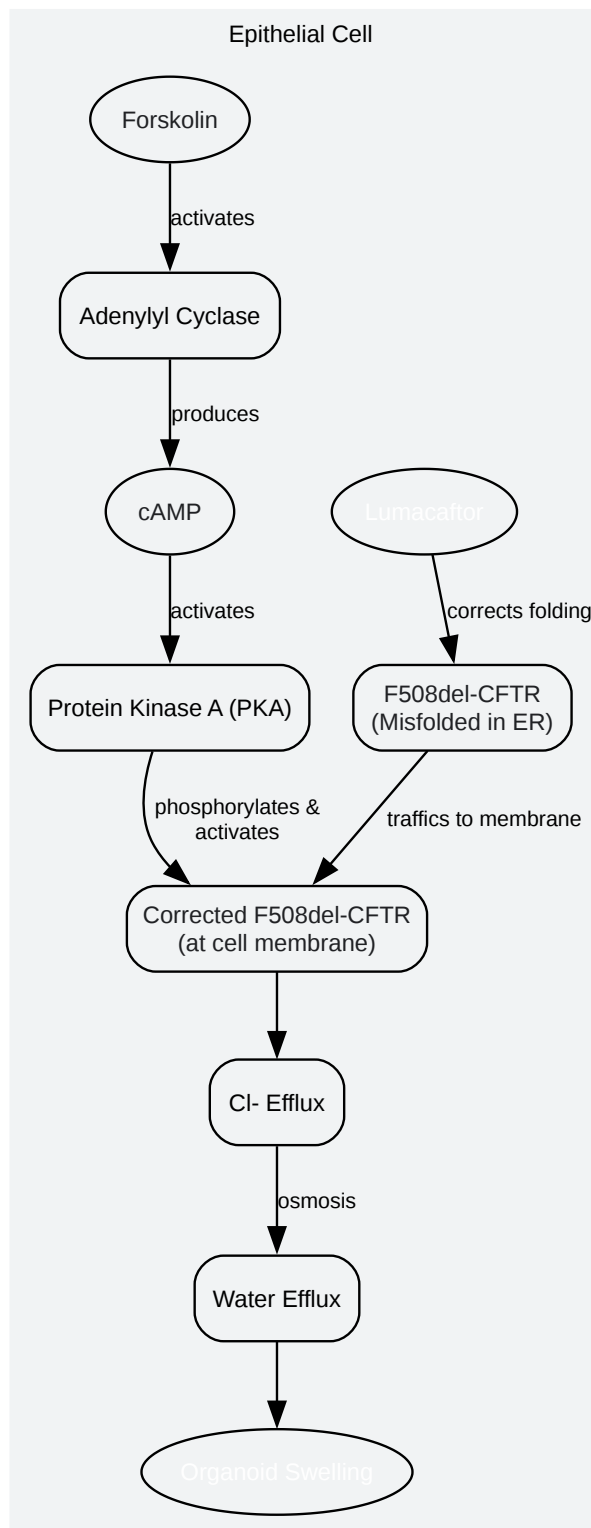 Epithelial Cell
Forskolin
activates
Adenylyl Cyclase
produces
cAMP
Lumacaftor
activates
corrects folding
Protein Kinase A (PKA)
F508del-CFTR
(Misfolded in ER)
phosphorylates &
activates
traffics to membrane
Corrected F508del-CFTR
(at cell membrane)
Cl- Efflux
osmosis
Water Efflux
Organoid Swelling